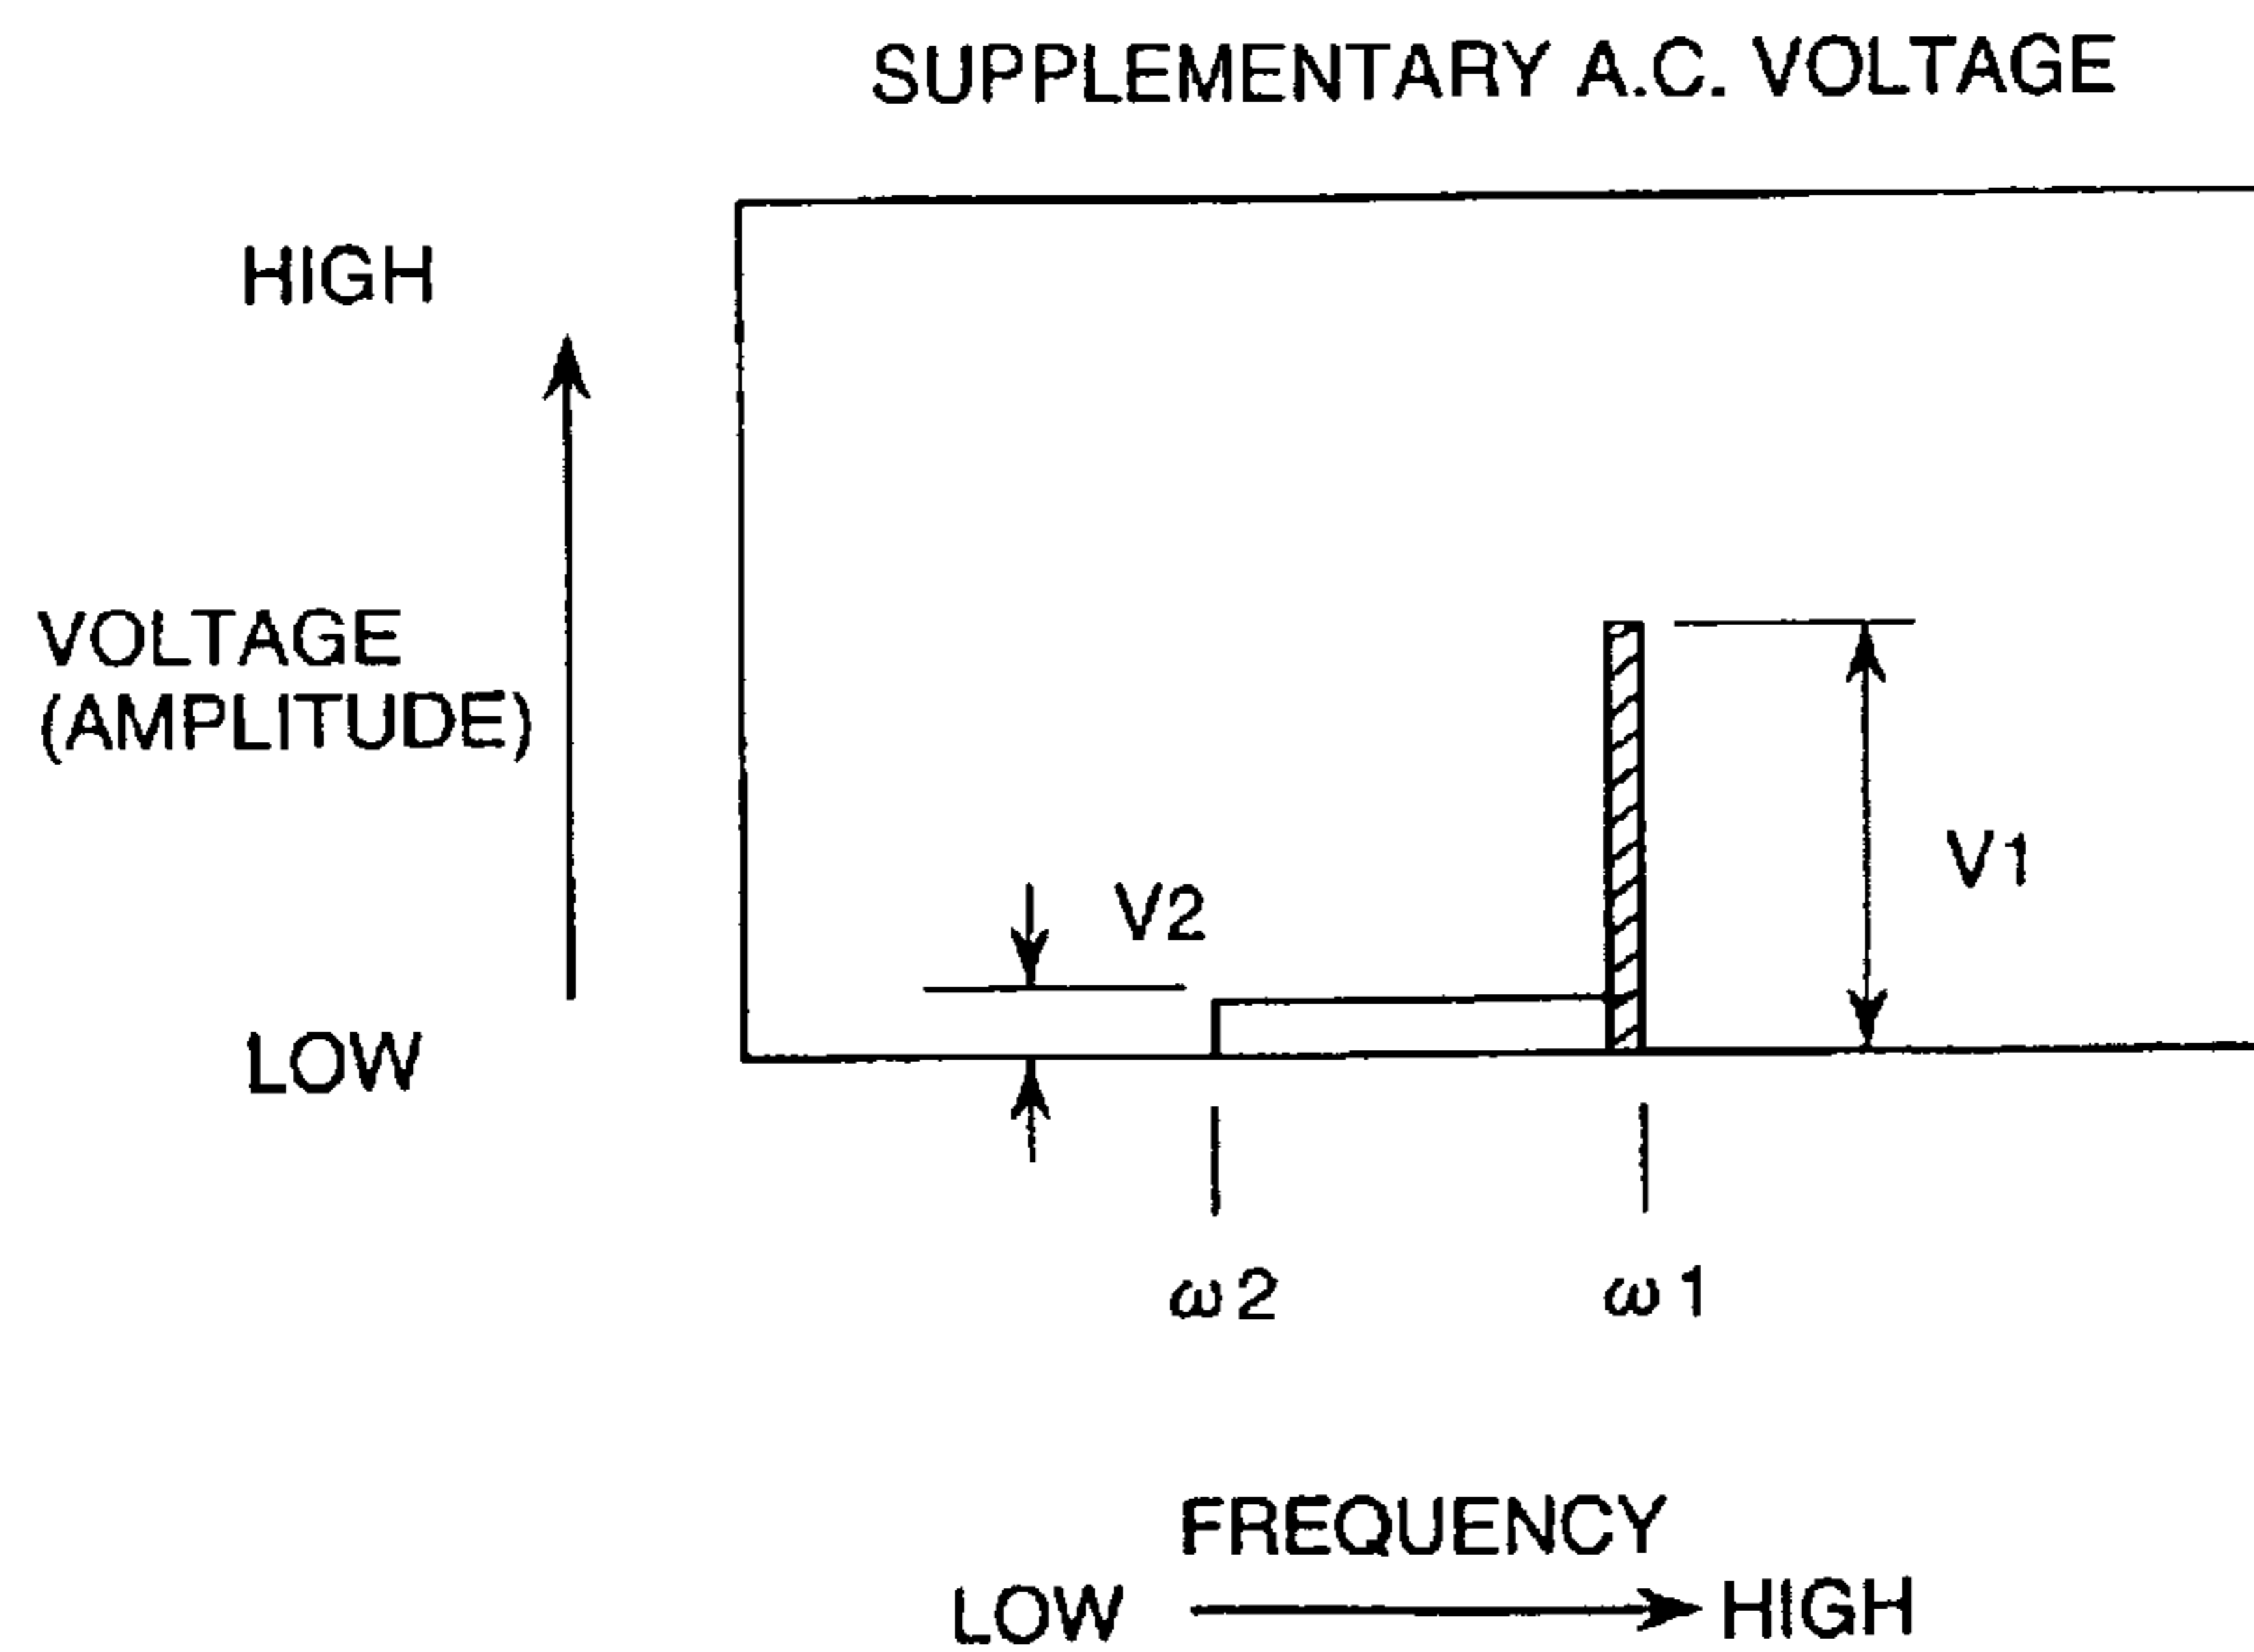 SUPPLEMENTARY A.C. VOLTAGE
HIGH
VOLTAGE
(AMPLITUDE)
V1
V2
LOW
ω2
ω1
FREQUENCY
LOW
HIGH